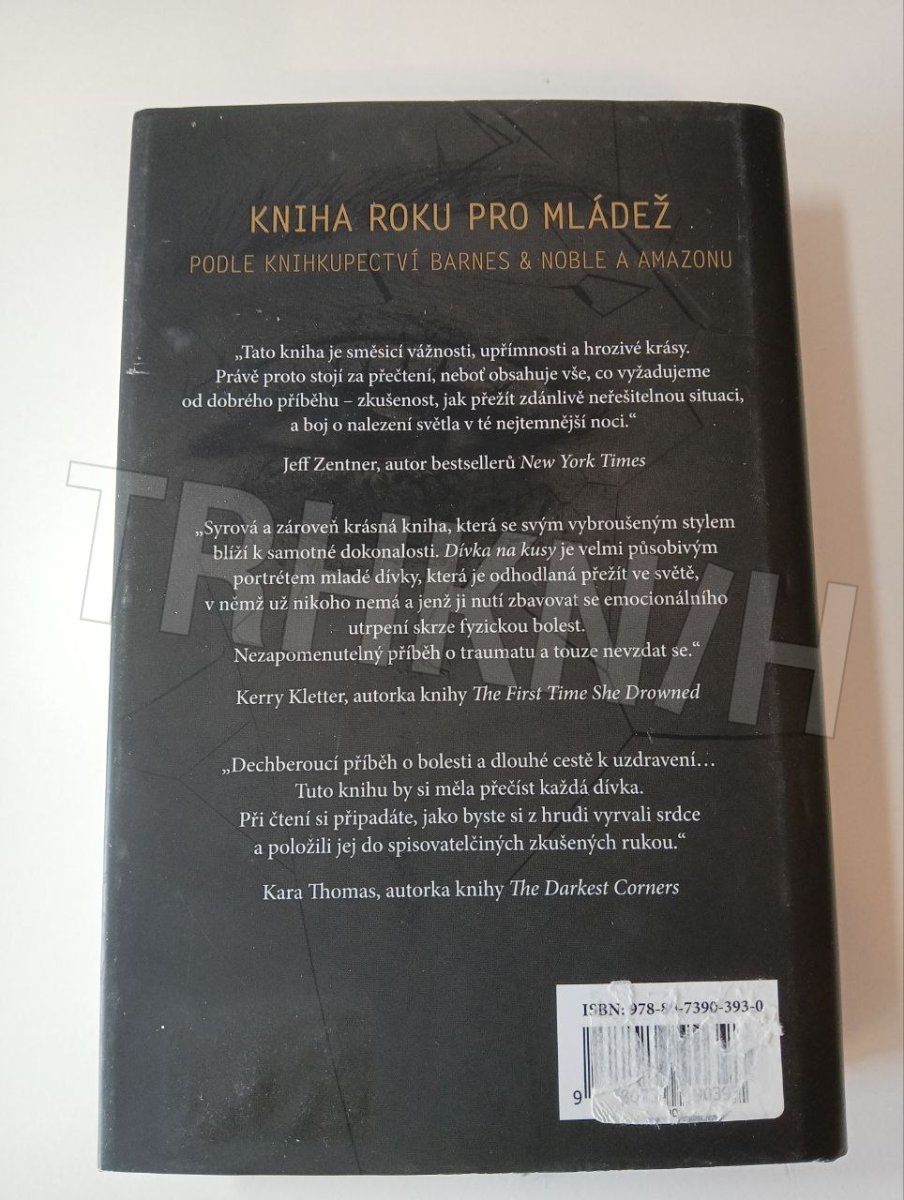 KNIHA ROKU PRO MLÁDEŽ
PODLE KNIHKUPECTVÍ BARNES & NOBLE A AMAZONU
„Tato kniha je směsicí vážnosti, upřímnosti a hrozivé krásy.
Právě proto stojí za přečtení, neboť obsahuje vše, co vyžadujeme
od dobrého příběhu – zkušenost, jak přežít zdánlivě neřešitelnou situaci,
a boj o nalezení světla v té nejtemnější noci.“
Jeff Zentner, autor bestsellerů New York Times
„Syrová a zároveň krásná kniha, která se svým vybroušeným stylem
blíží k samotné dokonalosti. Dívka na kusy je velmi působivým
portrétem mladé dívky, která je odhodlaná přežít ve světě,
v němž už nikoho nemá a jenž ji nutí zbavovat se emocionálního
utrpení skrze fyzickou bolest.
Nezapomenutelný příběh o traumatu a touze nevzdat se.“
Kerry Kletter, autorka knihy The First Time She Drowned
„Dechberoucí příběh o bolesti a dlouhé cestě k uzdravení…
Tuto knihu by si měla přečíst každá dívka.
Při čtení si připadáte, jako byste si z hrudi vyrvali srdce
a položili jej do spisovatelčiných zkušených rukou.“
Kara Thomas, autorka knihy The Darkest Corners
TRHKNIH
ISBN:
9